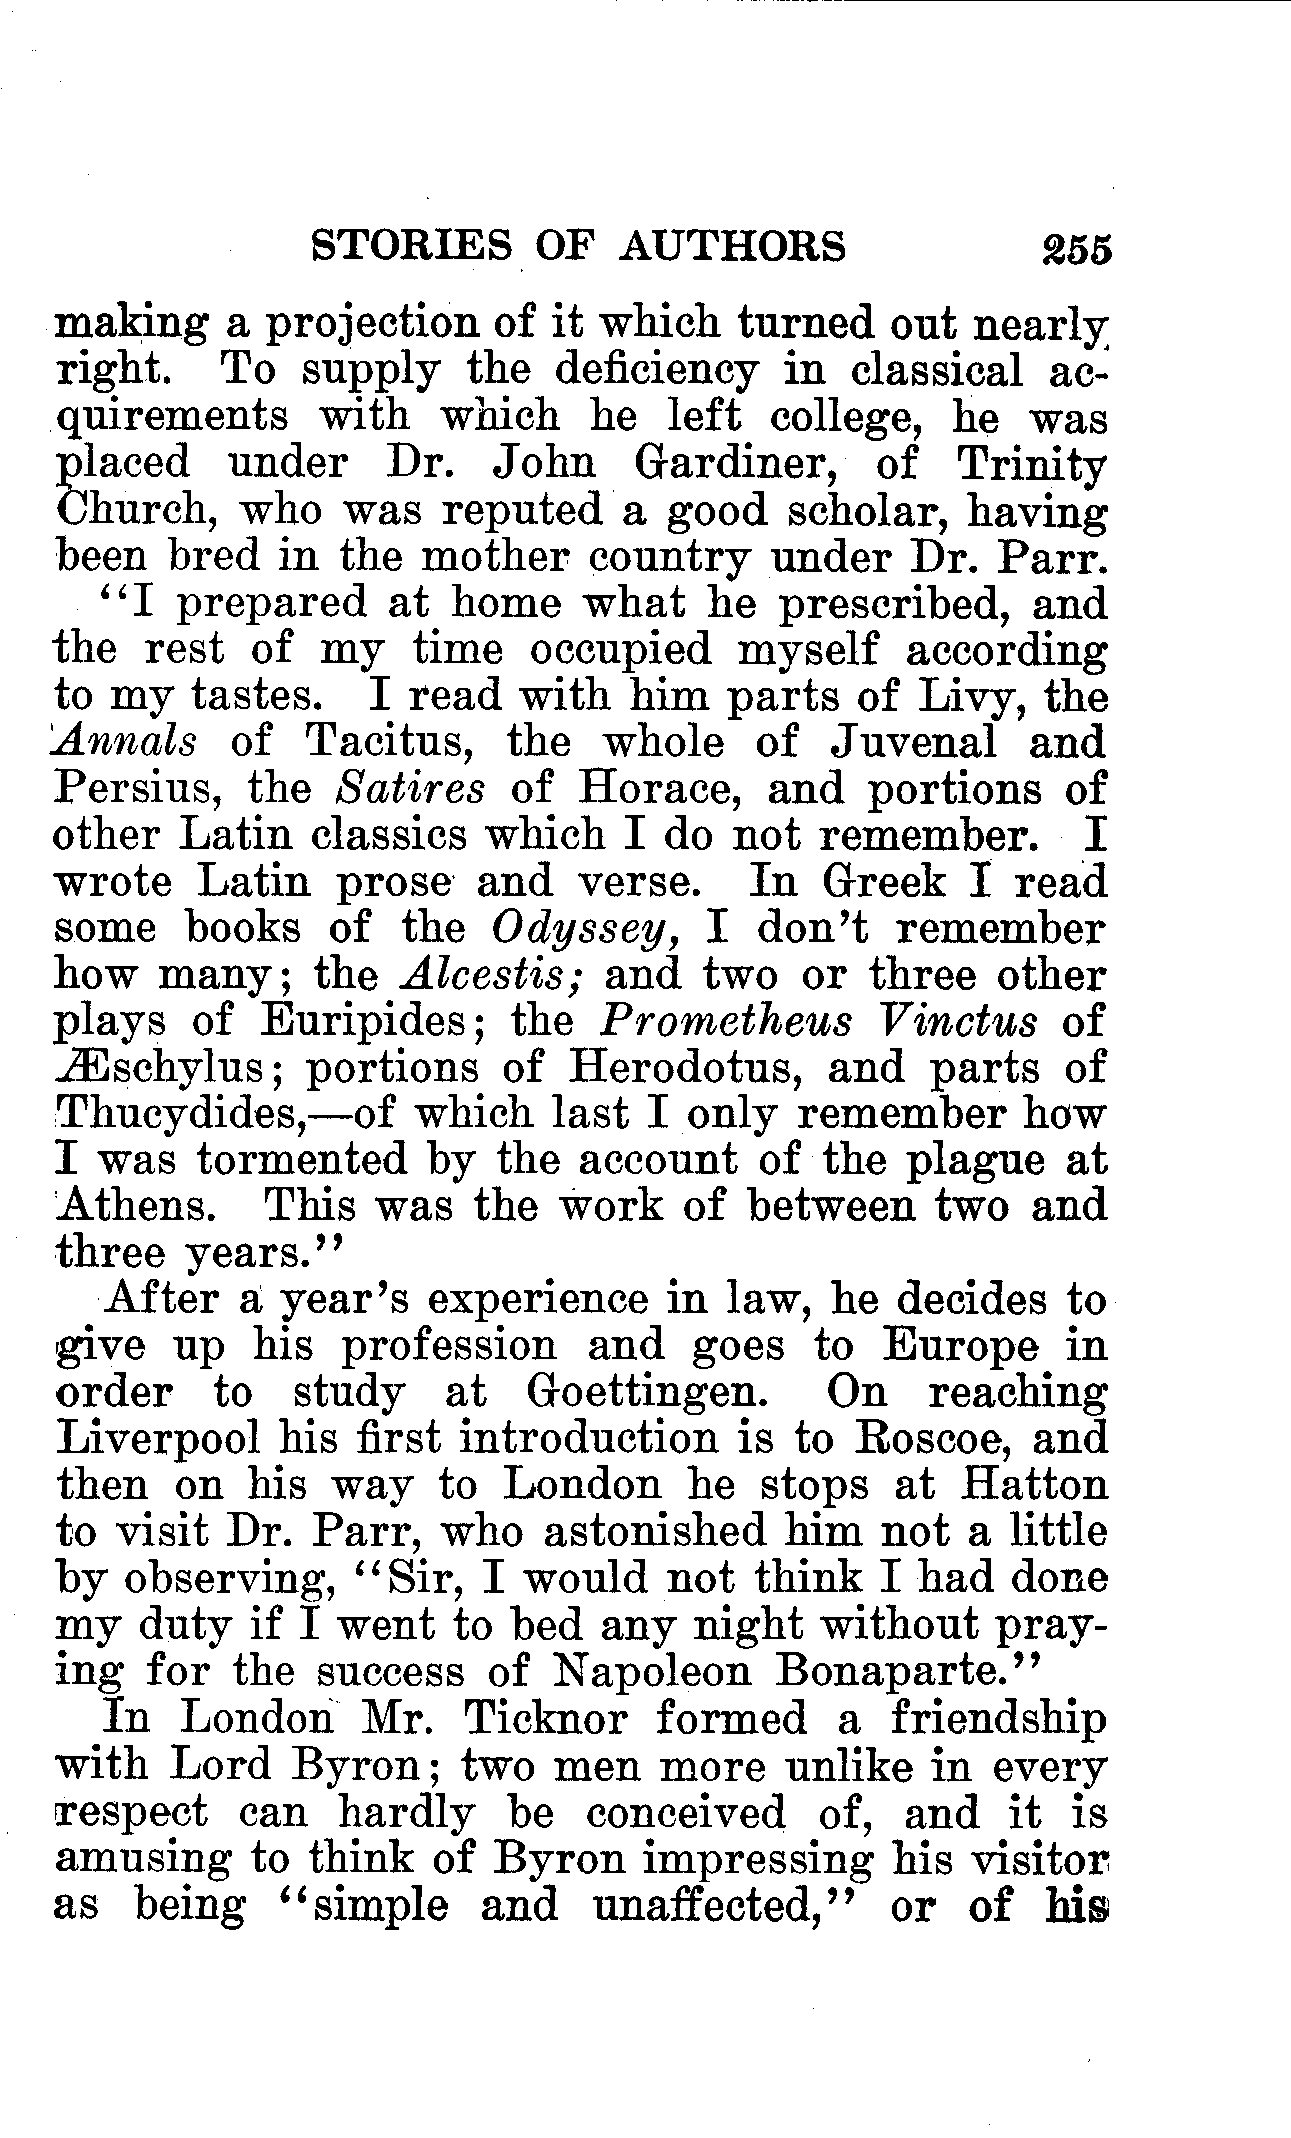 STORIES OF AUTHORS 255
making a projection of it which turned out nearly
right. To supply the deficiency in classical ac-
quirements with which he left college, he was
placed under Dr. John Gardiner, of Trinity
Church, who was reputed a good scholar, having
been bred in the mother country under Dr. Parr.
"I prepared at home what he prescribed, and
the rest of my time occupied myself according
to my tastes. I read with him parts of Livy, the
Annals of Tacitus, the whole of Juvenal and
Persius, the Satires of Horace, and portions of
other Latin classics which I do not remember. I
wrote Latin prose and verse. In Greek I read
some books of the Odyssey, I don't remember
how many; the Alcestis; and two or three other
plays of Euripides; the Prometheus Vinctus of
Æschylus; portions of Herodotus, and parts of
Thucydides,—of which last I only remember how
I was tormented by the account of the plague at
Athens. This was the work of between two and
three years."
After a year's experience in law, he decides to
give up his profession and goes to Europe in
order to study at Goettingen. On reaching
Liverpool his first introduction is to Roscoe, and
then on his way to London he stops at Hatton
to visit Dr. Parr, who astonished him not a little
by observing, "Sir, I would not think I had done
my duty if I went to bed any night without pray-
ing for the success of Napoleon Bonaparte."
In London Mr. Ticknor formed a friendship
with Lord Byron; two men more unlike in every
respect can hardly be conceived of, and it is
amusing to think of Byron impressing his visitor
as being "simple and unaffected," or of his